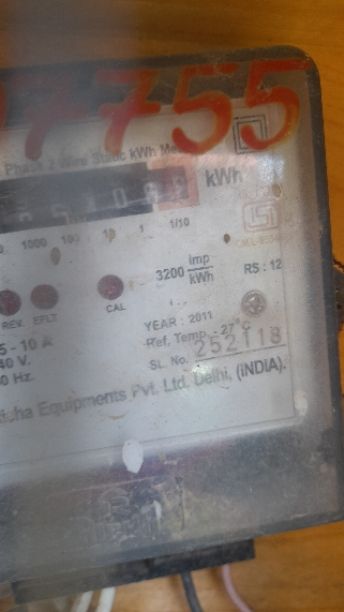 7755
Phase 2 Wire Static kWh Me
kWh
1000 100 10 1 1/10
3200 imp/kWh
RS : 12
REV. EFLT CAL
YEAR : 2011
5 - 10 A
Ref. Temp. - 27°C
40 V.
SL. No. 252118
0 Hz.
Equipments Pvt. Ltd. Delhi, (INDIA).